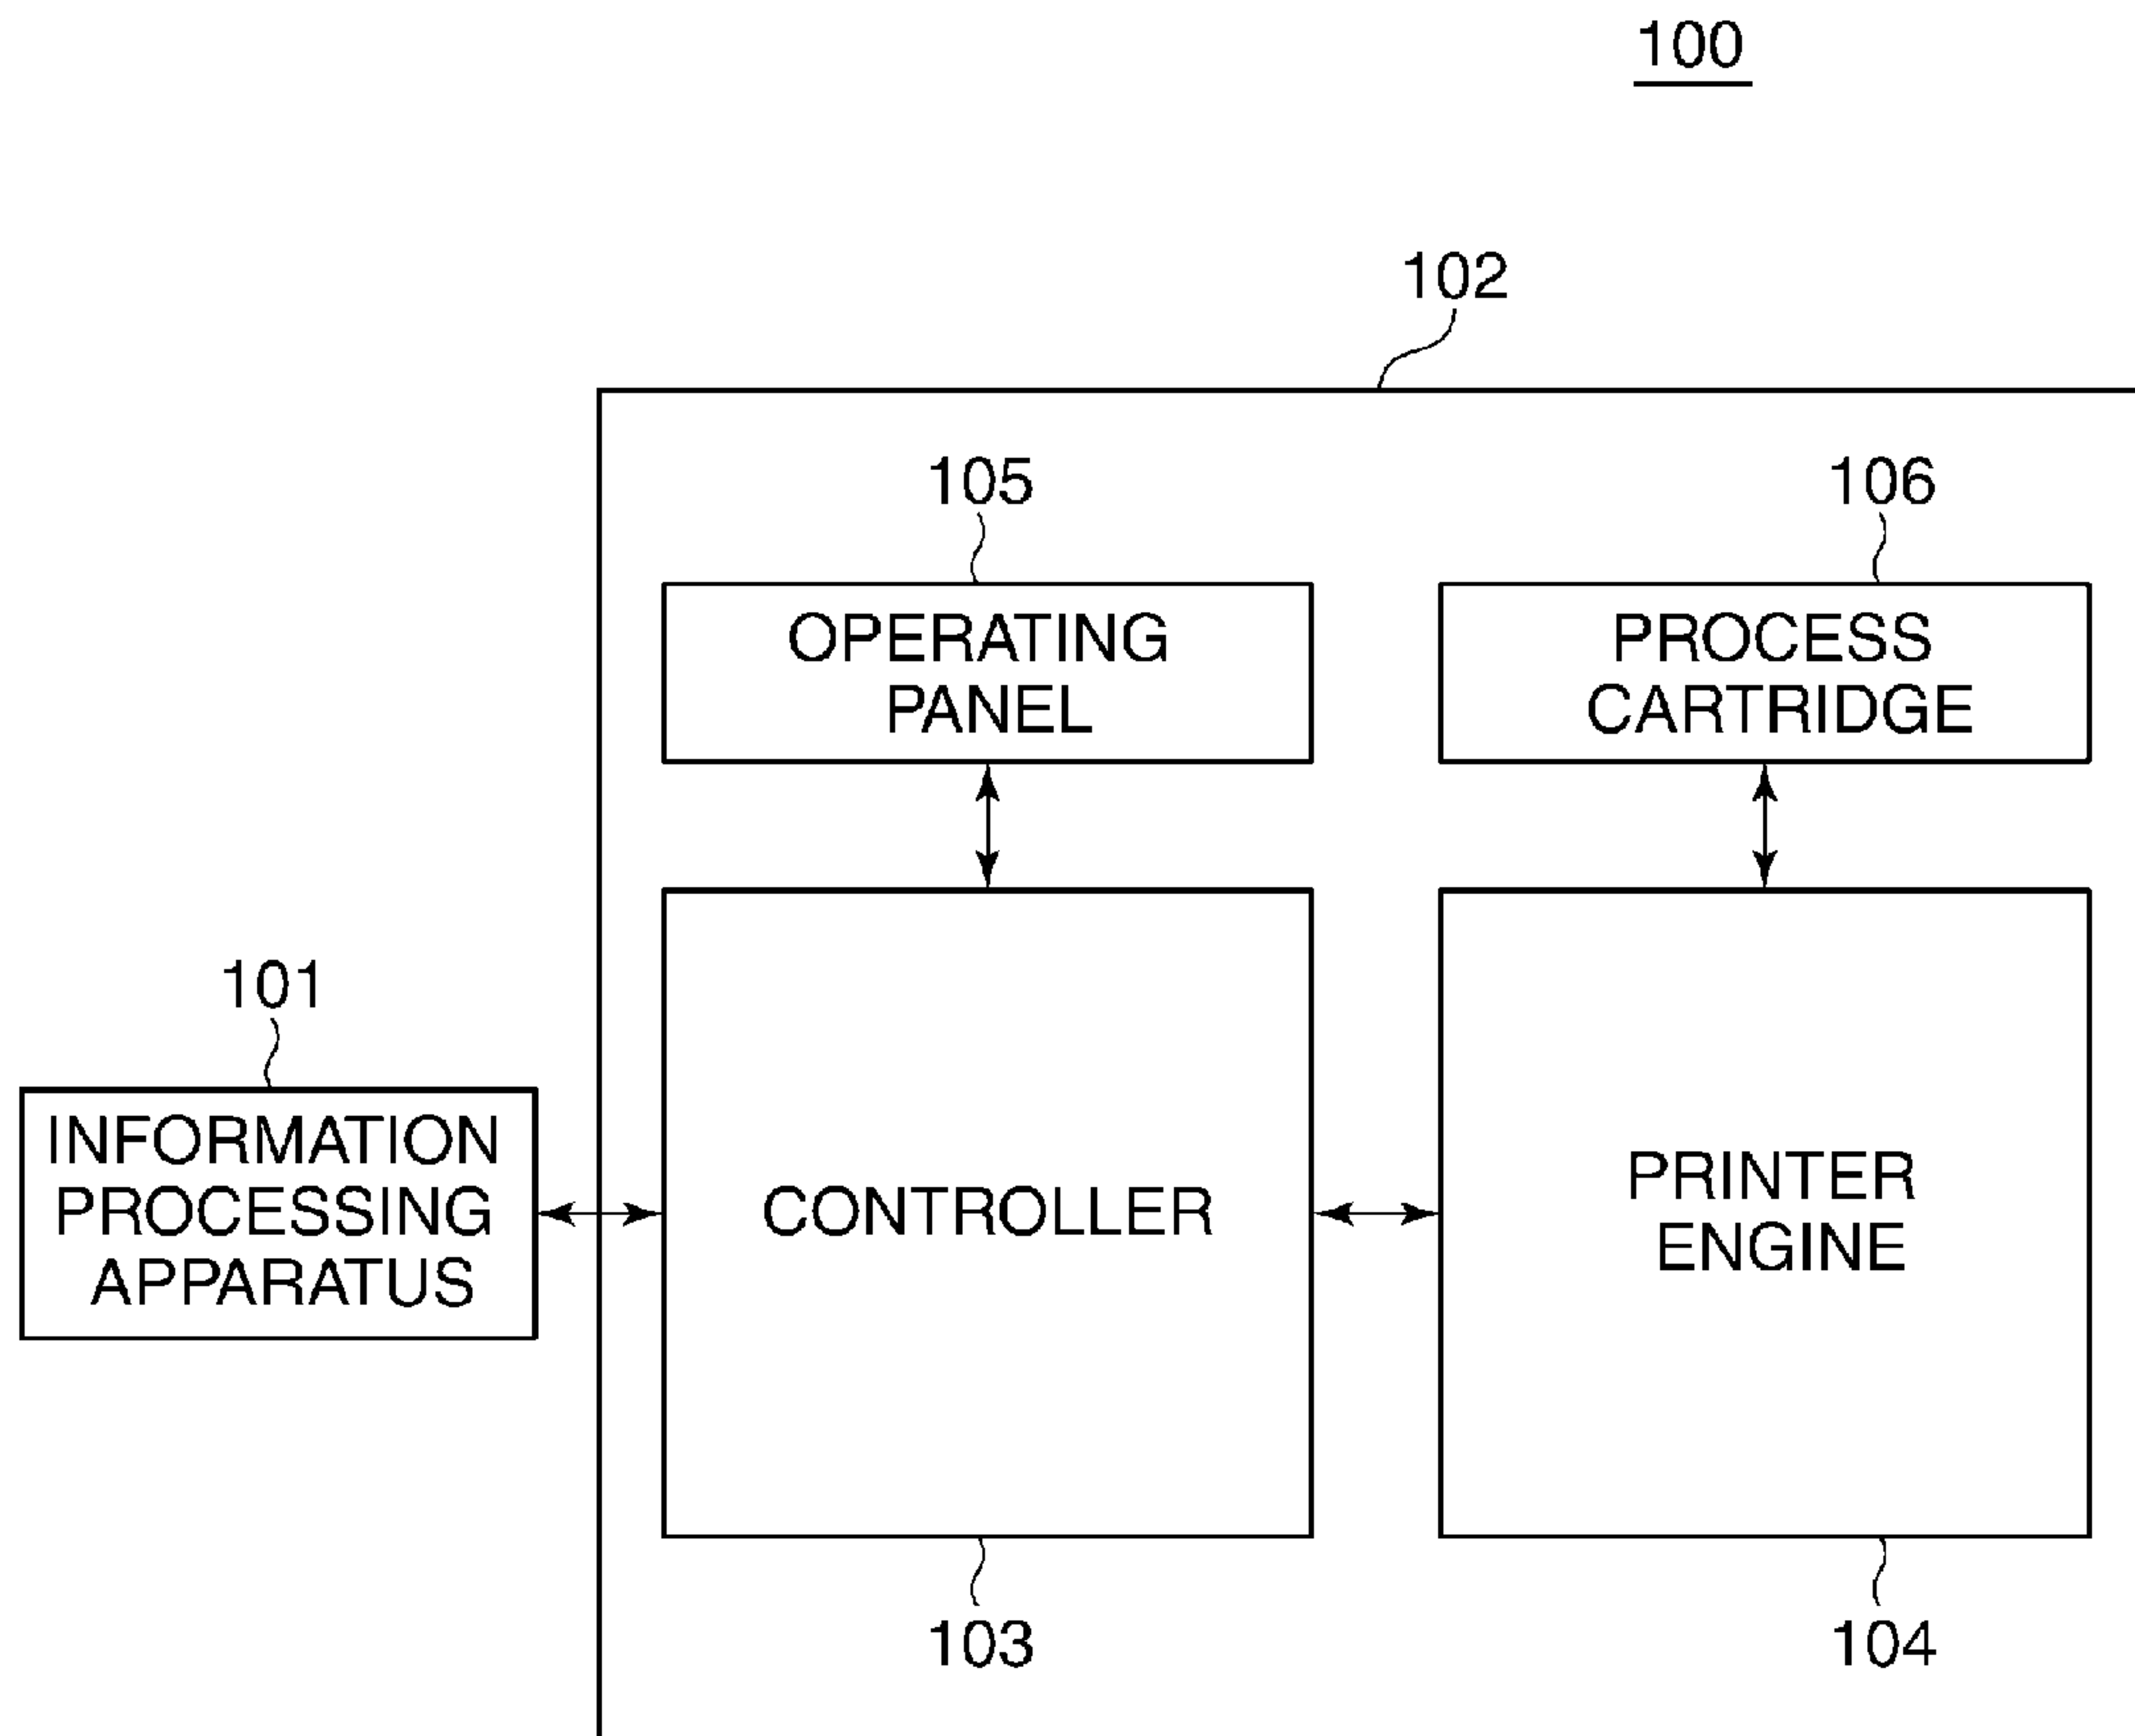 100
102
105
106
OPERATING
PANEL
PROCESS
CARTRIDGE
101
INFORMATION
PROCESSING
APPARATUS
CONTROLLER
PRINTER
ENGINE
103
104